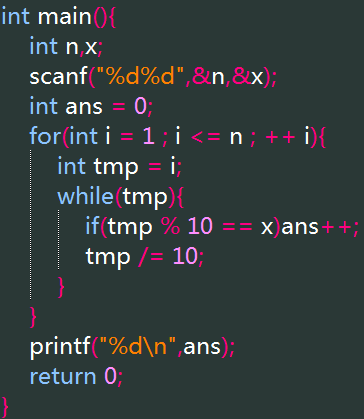 int main(){
int n,x;
scanf("%d%d",&n,&x);
int ans = 0;
for(int i = 1 ; i <= n ; ++ i){
int tmp = i;
while(tmp){
if(tmp % 10 == x)ans++;
tmp /= 10;
}
}
printf("%d\n",ans);
return 0;
}